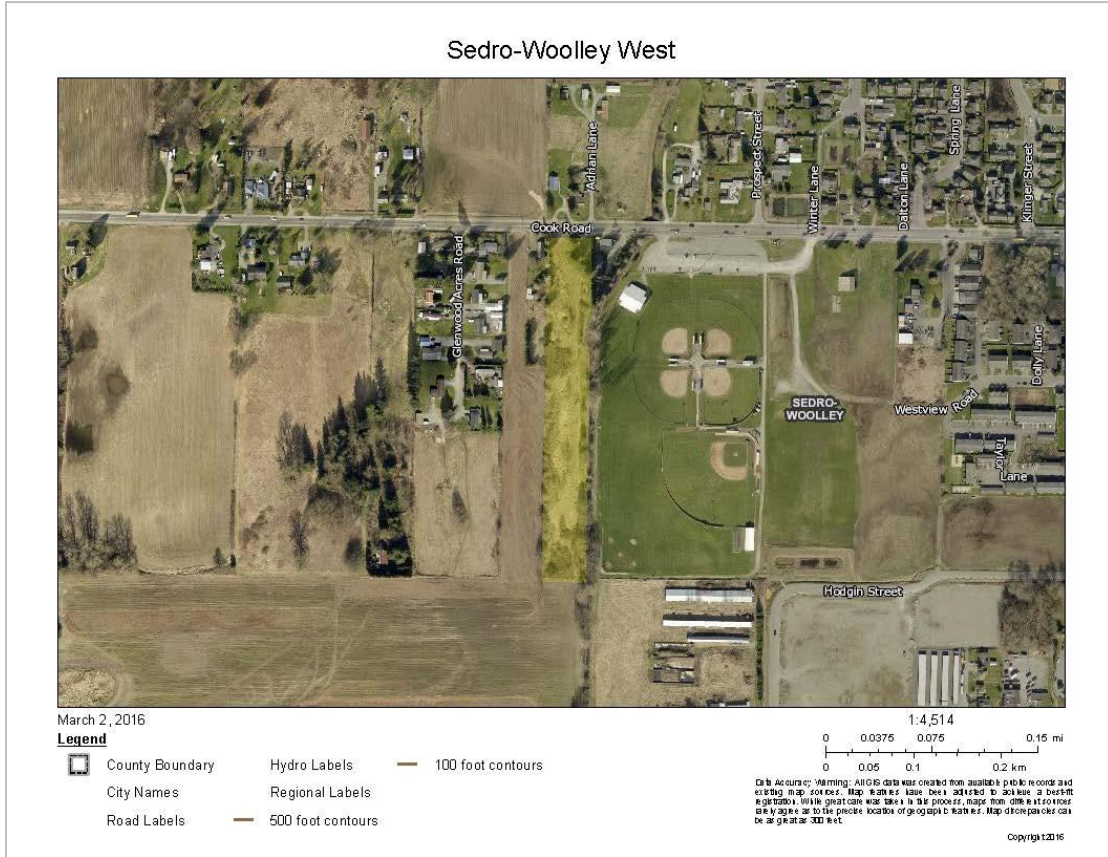 Sedro-Woolley West
Adrian Lane
Prospect Street
Winter Lane
Dalton Lane
Spring Lane
Klinger Street
Cook Road
Glenwood Acres Road
SEDRO-
WOOLLEY
Westview Road
Dolly Lane
Taylor
Lane
Hodgin Street
March 2, 2016
1:4,514
Legend
0 0.0375 0.075 0.15 mi
0 0.05 0.1 0.2 km
County Boundary
Hydro Labels
100 foot contours
City Names
Regional Labels
Road Labels
500 foot contours
Data Accuracy Warning: All GIS data was created from available public records and
existing map sources. Map features have been adjusted to achieve a best-fit
registration. While great care was taken in this process, maps from different sources
rarely agree as to the precise location of geographic features. Map discrepancies can
be as great as 300 feet.
Copyright 2016